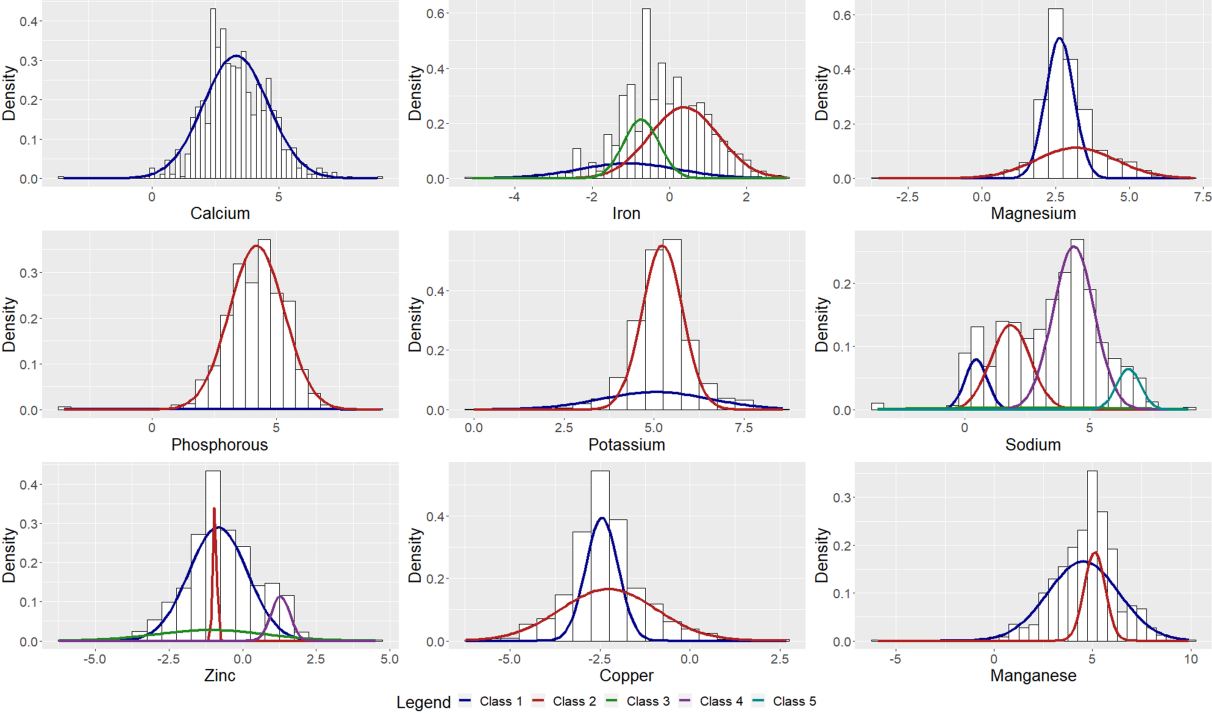 Density
0.4
0.3
0.2
0.1
0.0
0 5
Calcium
Density
0.6
0.4
0.2
0.0
-4 -2 0 2
Iron
Density
0.6
0.4
0.2
0.0
-2.5 0.0 2.5 5.0 7.5
Magnesium
Density
0.3
0.2
0.1
0.0
0 5
Phosphorous
Density
0.4
0.2
0.0
0.0 2.5 5.0 7.5
Potassium
Density
0.2
0.1
0.0
0 5
Sodium
Density
0.4
0.3
0.2
0.1
0.0
-5.0 -2.5 0.0 2.5 5.0
Zinc
Density
0.4
0.2
0.0
-5.0 -2.5 0.0 2.5
Copper
Density
0.3
0.2
0.1
0.0
-5 0 5 10
Manganese
Legend Class 1 Class 2 Class 3 Class 4 Class 5